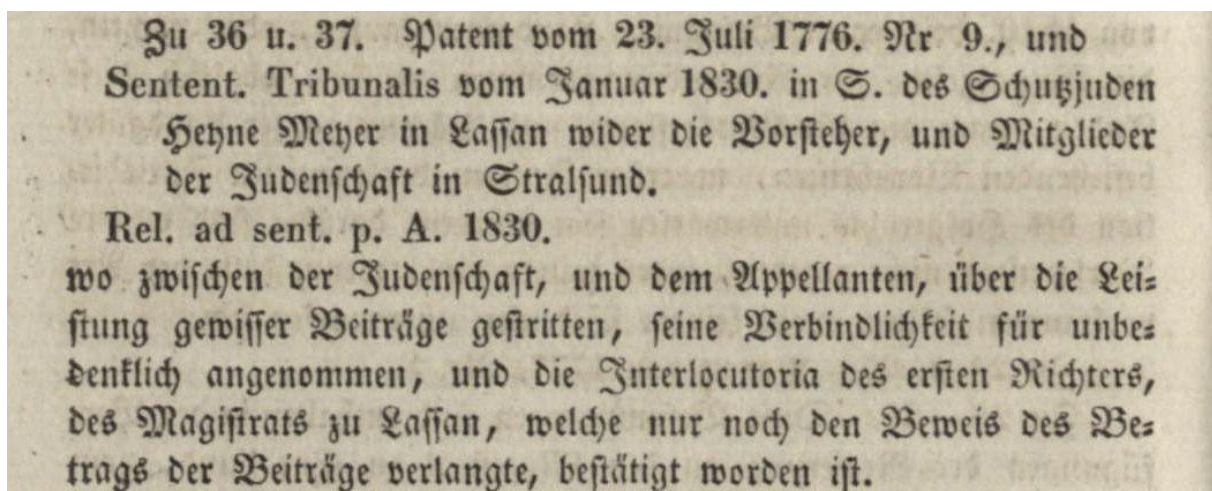 Zu 36 u. 37. Patent vom 23. Juli 1776. Nr 9., und
Sentent. Tribunalis vom Januar 1830. in S. des Schutzjuden
Heyne Meyer in Lassan wider die Vorsteher, und Mitglieder
der Judenschaft in Stralsund.
Rel. ad sent. p. A. 1830.
wo zwischen der Judenschaft, und dem Appellanten, über die Lei-
stung gewisser Beiträge gestritten, seine Verbindlichkeit für unbe-
denklich angenommen, und die Interlocutoria des ersten Richters,
des Magistrats zu Lassan, welche nur noch den Beweis des Be-
trags der Beiträge verlangte, bestätigt worden ist.